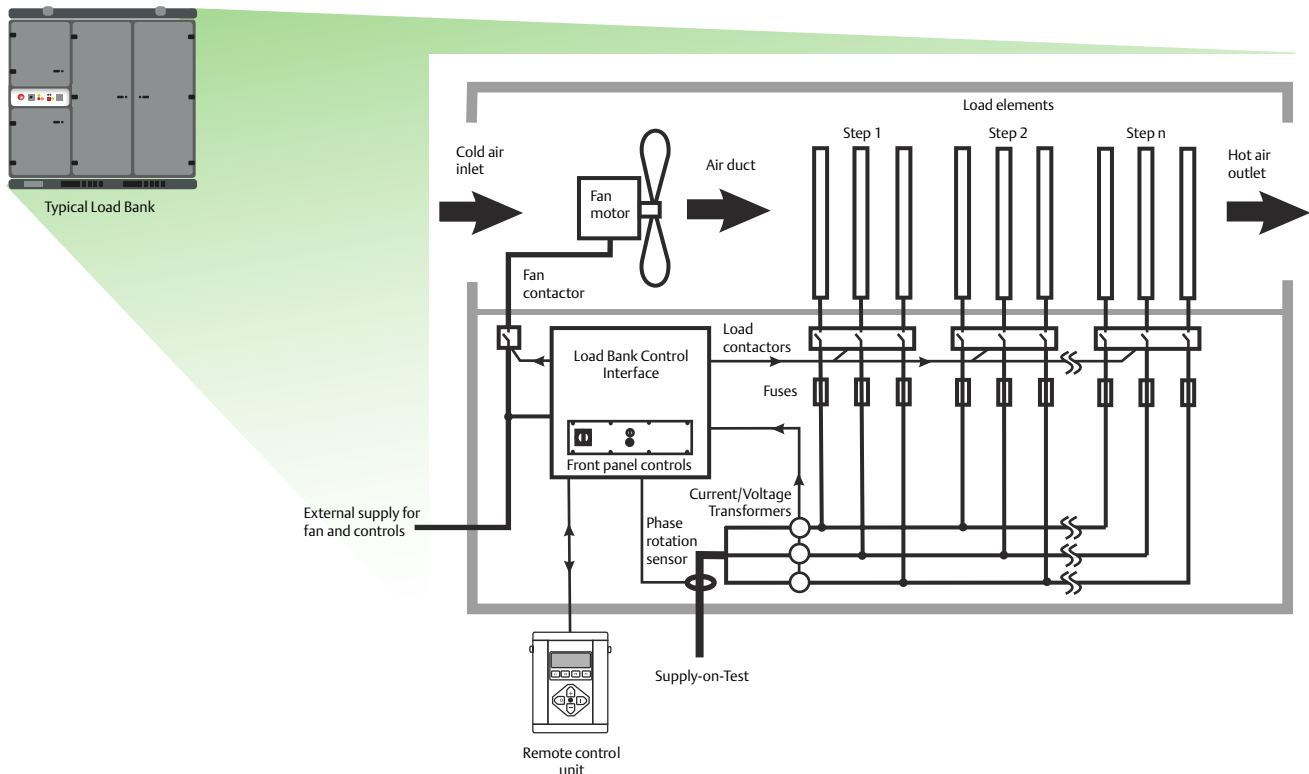 Typical Load Bank
Load elements
Step 1
Step 2
Step n
Cold air
inlet
Fan
motor
Air duct
Hot air
outlet
Fan
contactor
Load Bank Control
Interface
Load
contactors
Fuses
Front panel controls
Current/Voltage
Transformers
External supply for
fan and controls
Phase
rotation
sensor
Supply-on-Test
Remote control
unit